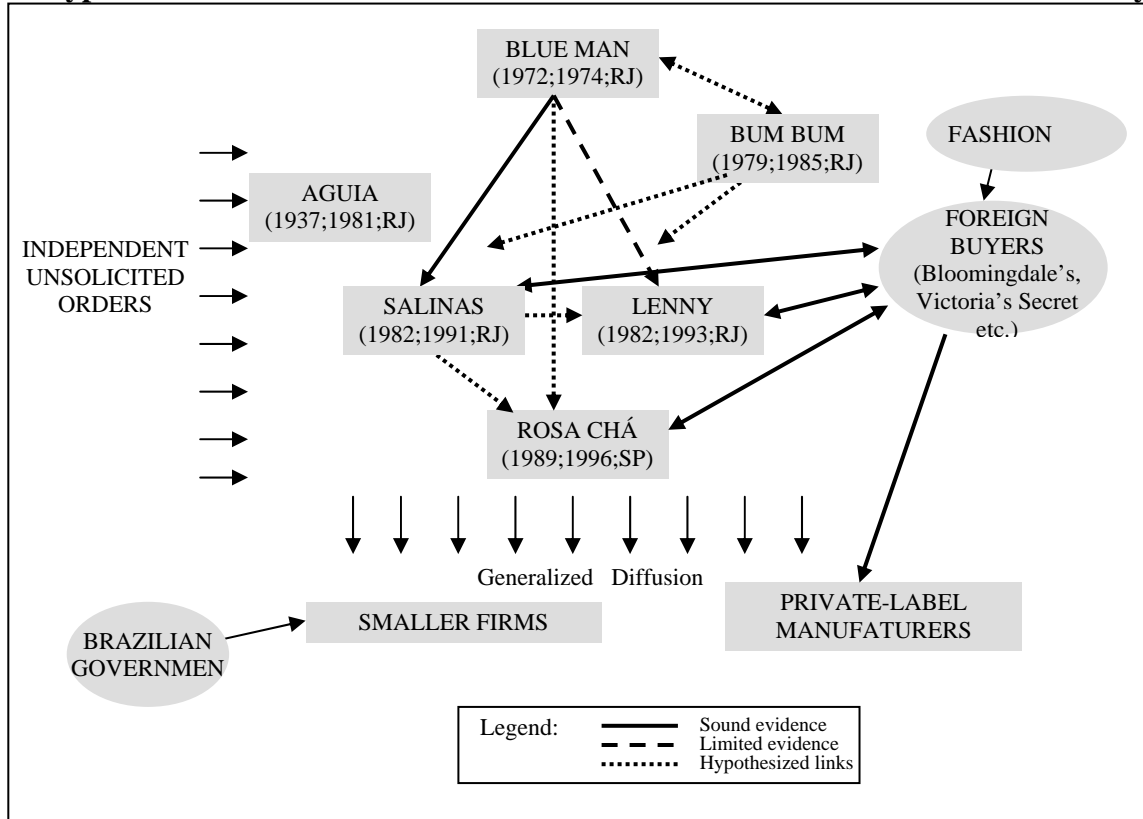 BLUE MAN
(1972;1974;RJ)
BUM BUM
(1979;1985;RJ)
FASHION
AGUIA
(1937;1981;RJ)
INDEPENDENT
UNSOLICITED
ORDERS
FOREIGN
BUYERS
(Bloomingdale's,
Victoria's Secret
etc.)
SALINAS
(1982;1991;RJ)
LENNY
(1982;1993;RJ)
ROSA CHÁ
(1989;1996;SP)
Generalized Diffusion
PRIVATE-LABEL
MANUFATURERS
SMALLER FIRMS
BRAZILIAN
GOVERNMEN
Legend:
Sound evidence
Limited evidence
Hypothesized links